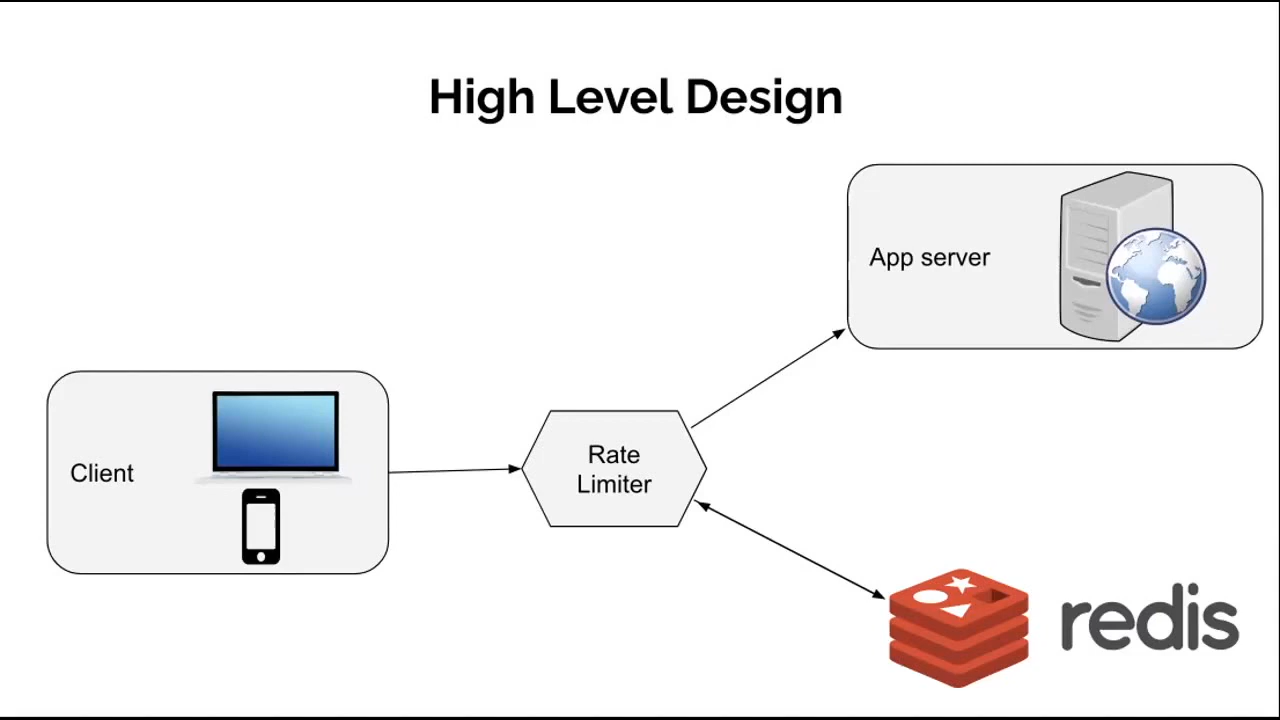 High Level Design
App server
Client
Rate
Limiter
redis